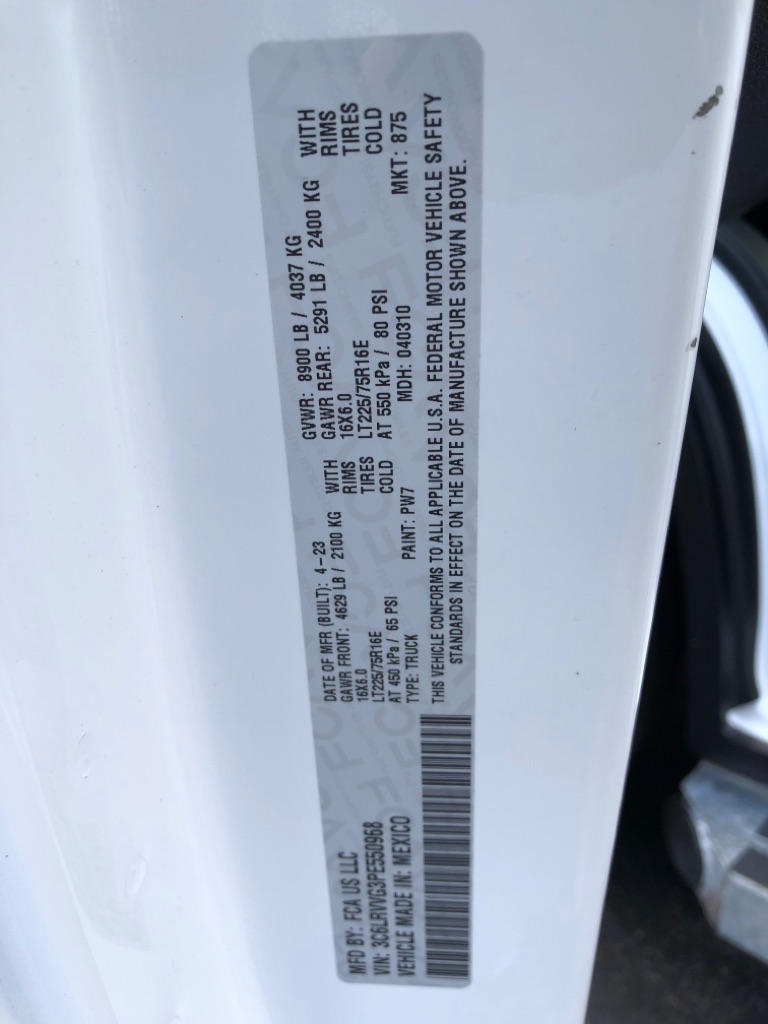 MFD BY: FCA US LLC
DATE OF MFR (BUILT): 4-23
GVWR: 8900 LB / 4037 KG
GAWR FRONT: 4629 LB / 2100 KG WITH
16X6.0 RIMS
LT225/75R16E TIRES
AT 450 kPa / 65 PSI COLD
GAWR REAR: 5291 LB / 2400 KG WITH
16X6.0 RIMS
LT225/75R16E TIRES
AT 550 kPa / 80 PSI COLD
VIN: 3C6LRVVG3PE550968
TYPE: TRUCK PAINT: PW7 MDH: 040310 MKT: 875
VEHICLE MADE IN: MEXICO
THIS VEHICLE CONFORMS TO ALL APPLICABLE U.S.A. FEDERAL MOTOR VEHICLE SAFETY
STANDARDS IN EFFECT ON THE DATE OF MANUFACTURE SHOWN ABOVE.